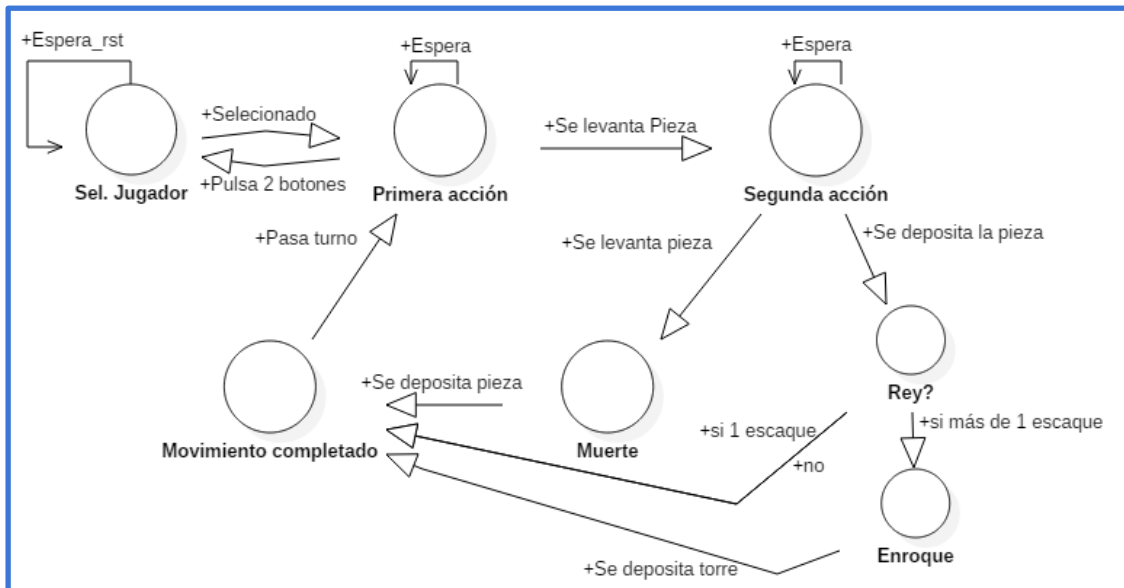 +Espera_rst
+Espera
+Espera
+Selecionado
+Se levanta Pieza
+Pulsa 2 botones
Sel. Jugador
Primera acción
Segunda acción
+Pasa turno
+Se levanta pieza
+Se deposita la pieza
+Se deposita pieza
Rey?
+si más de 1 escaque
+si 1 escaque
Movimiento completado
Muerte
+no
Enroque
+Se deposita torre